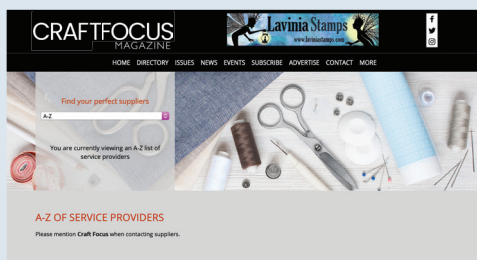 CRAFTFOCUS
MAGAZINE
Lavinia Stamps
www.laviniastamps.com
HOME DIRECTORY ISSUES NEWS EVENTS SUBSCRIBE ADVERTISE CONTACT MORE
Find your perfect suppliers
A-Z
You are currently viewing an A-Z list of
service providers
A-Z OF SERVICE PROVIDERS
Please mention Craft Focus when contacting suppliers.